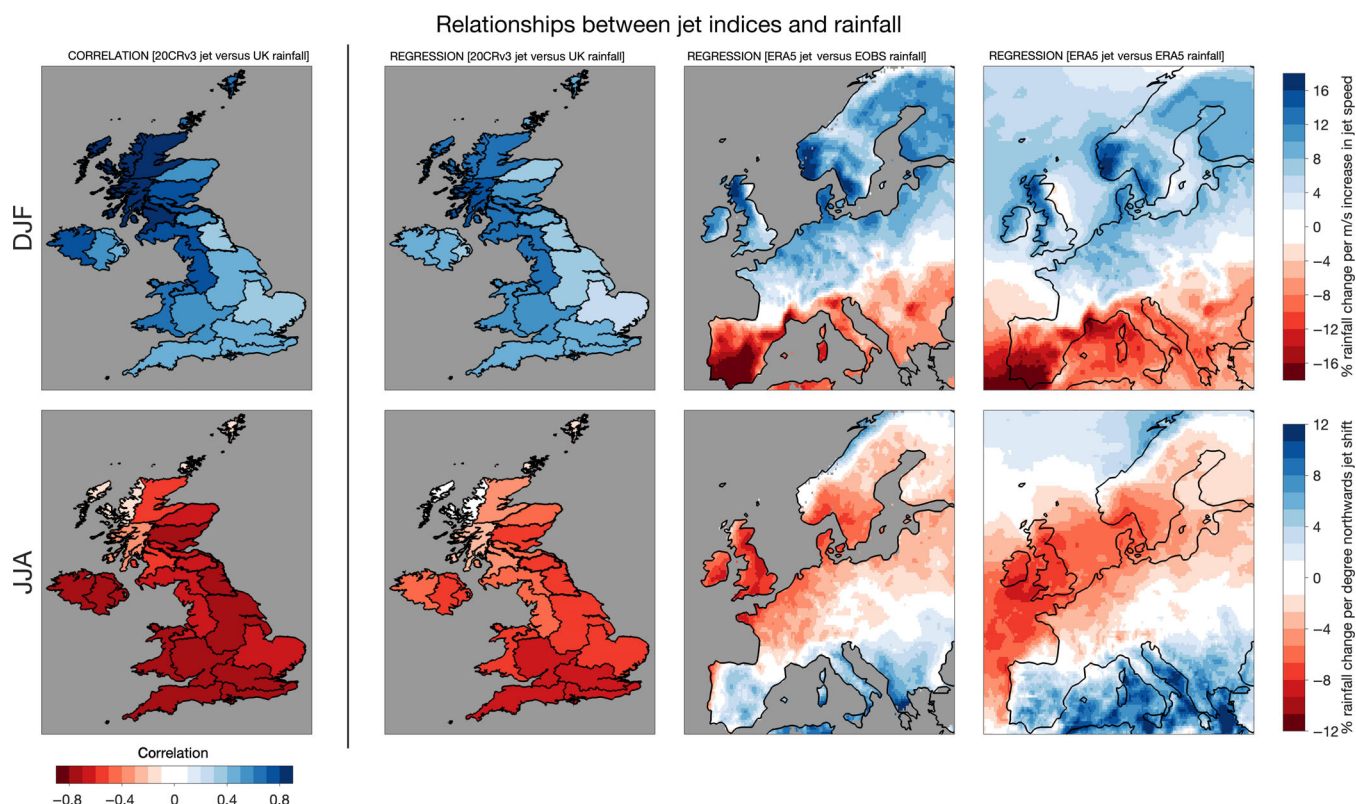 Relationships between jet indices and rainfall
CORRELATION [20CRv3 jet versus UK rainfall]
REGRESSION [20CRv3 jet versus UK rainfall]
REGRESSION [ERA5 jet versus EOBS rainfall]
REGRESSION [ERA5 jet versus ERA5 rainfall]
DJF
16
12
8
4
0
−4
−8
−12
−16
% rainfall change per m/s increase in jet speed
JJA
12
8
4
0
−4
−8
−12
% rainfall change per degree northwards jet shift
Correlation
−0.8
−0.4
0
0.4
0.8